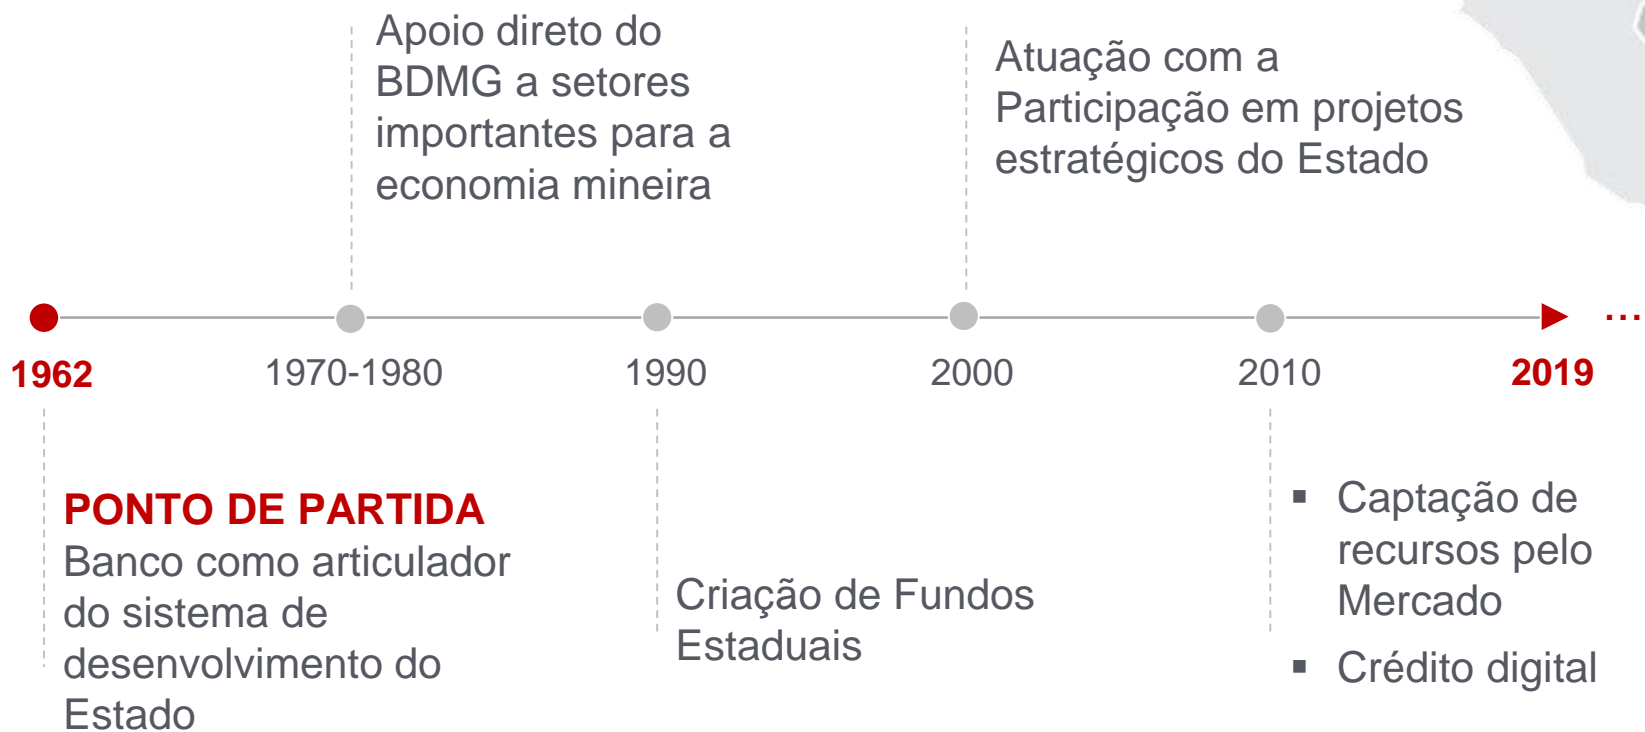 Apoio direto do
BDMG a setores
importantes para a
economia mineira
Atuação com a
Participação em projetos
estratégicos do Estado
...
1962
1970-1980
1990
2000
2010
2019
PONTO DE PARTIDA
Banco como articulador
do sistema de
desenvolvimento do
Estado
Criação de Fundos
Estaduais
▪ Captação de
recursos pelo
Mercado
▪ Crédito digital